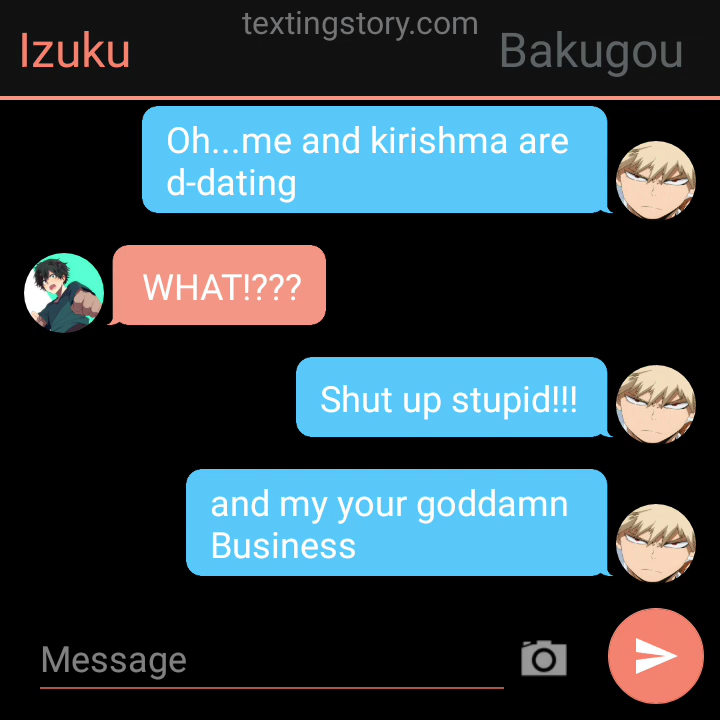 textingstory.com
Izuku
Bakugou
Oh...me and kirishma are
d-dating
WHAT!???
Shut up stupid!!!
and my your goddamn
Business
Message